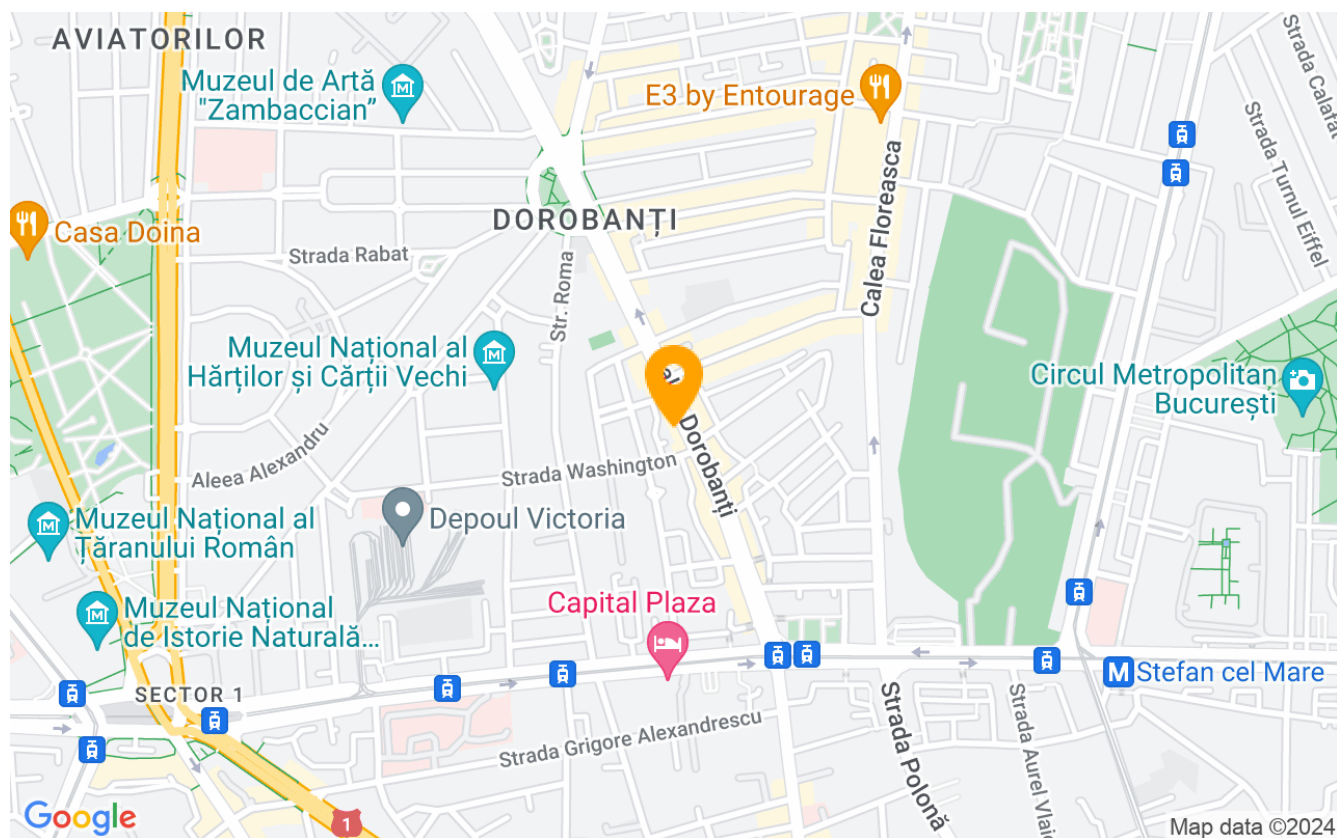 AVIATORILOR
Muzeul de Artă
"Zambaccian”
E3 by Entourage
Strada Calafat
Strada Turnul Eiffel
Casa Doina
DOROBANȚI
Strada Rabat
Str. Roma
Calea Floreasca
Muzeul Național al
Hărților și Cărții Vechi
Circul Metropolitan
București
Dorobanți
Aleea Alexandru
Strada Washington
Depoul Victoria
Muzeul Național al
Țăranului Român
Muzeul Național
de Istorie Naturală...
Capital Plaza
SECTOR 1
M Stefan cel Mare
Strada Grigore Alexandrescu
Strada Polonă
Strada Aurel Vlaic
Google
1
Map data ©2024